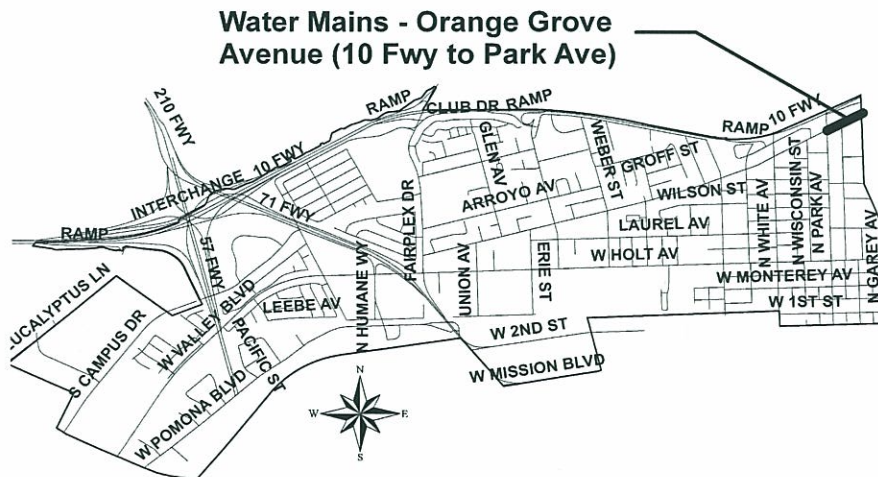 Water Mains - Orange Grove
Avenue (10 Fwy to Park Ave)
210 FWY
RAMP
CLUB DR
RAMP
10 FWY
RAMP
INTERCHANGE
10 FWY
GLEN AV
WEBER ST
GROFF ST
ARROYO AV
WILSON ST
71 FWY
FAIRPLEX DR
N WHITE AV
N WISCONSIN ST
N PARK AV
N GAREY AV
RAMP
57 FWY
LAUREL AV
W HOLT AV
UNION AV
ERIE ST
W MONTEREY AV
W 1ST ST
EUCALYPTUS LN
S CAMPUS DR
W VALLEY BLVD
LEEBE AV
N HUMANE WY
PACIFIC ST
W 2ND ST
W MISSION BLVD
W POMONA BLVD
N
W
E
S